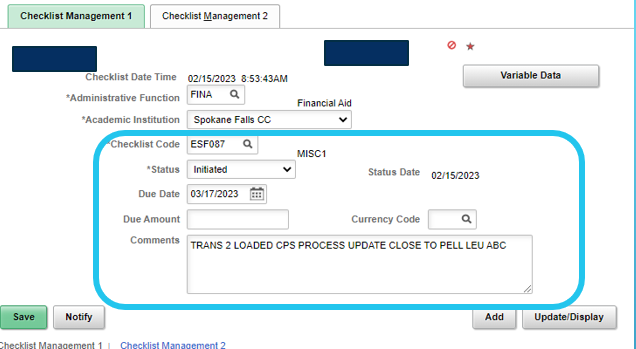 Checklist Management 1 Checklist Management 2
Checklist Date Time 02/15/2023 8:53:43AM
Variable Data
*Administrative Function FINA
Financial Aid
*Academic Institution Spokane Falls CC
*Checklist Code ESF087
MISC1
*Status Initiated Status Date 02/15/2023
Due Date 03/17/2023
Due Amount Currency Code
Comments TRANS 2 LOADED CPS PROCESS UPDATE CLOSE TO PELL LEU ABC
Save Notify Add Update/Display
Checklist Management 1 | Checklist Management 2